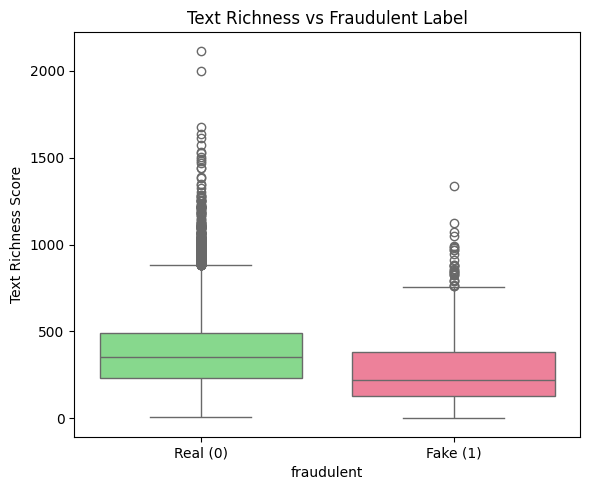 Text Richness vs Fraudulent Label
2000
1500
1000
500
0
Text Richness Score
Real (0)
Fake (1)
fraudulent